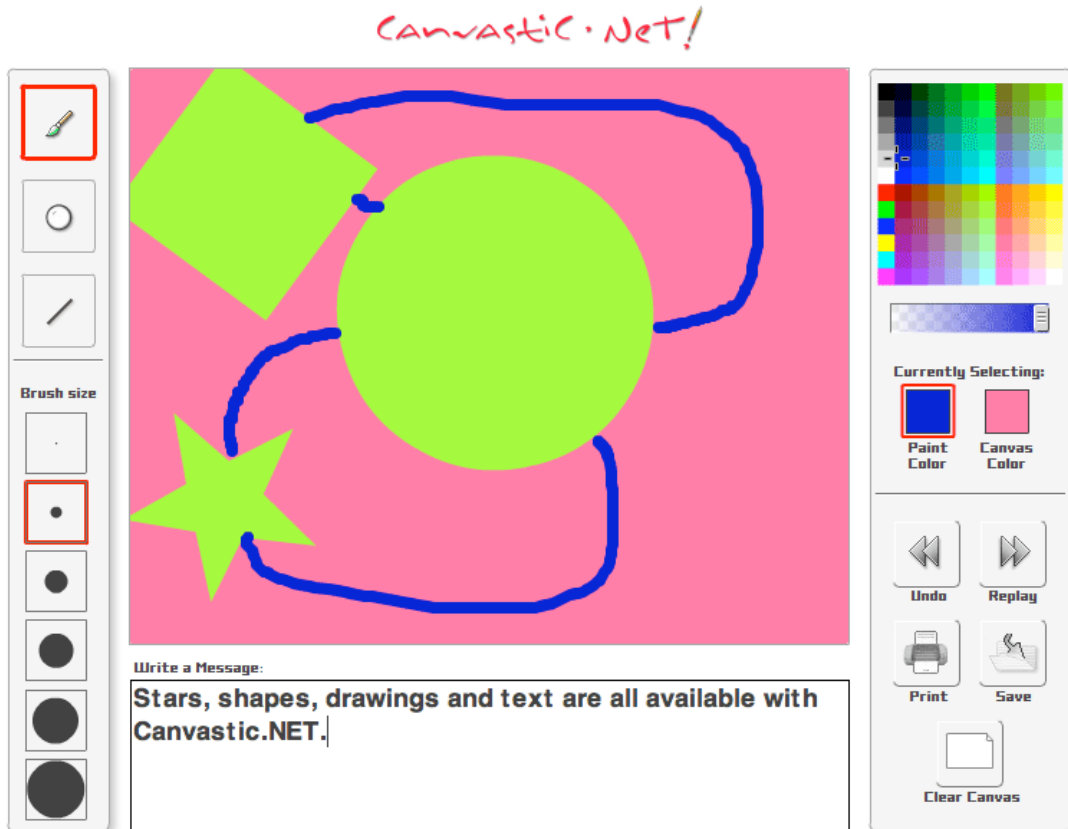 Canvastic.Net!
Brush size
Currently Selecting:
Paint Color
Canvas Color
Undo
Replay
Print
Save
Clear Canvas
Write a Message:
Stars, shapes, drawings and text are all available with
Canvastic.NET.